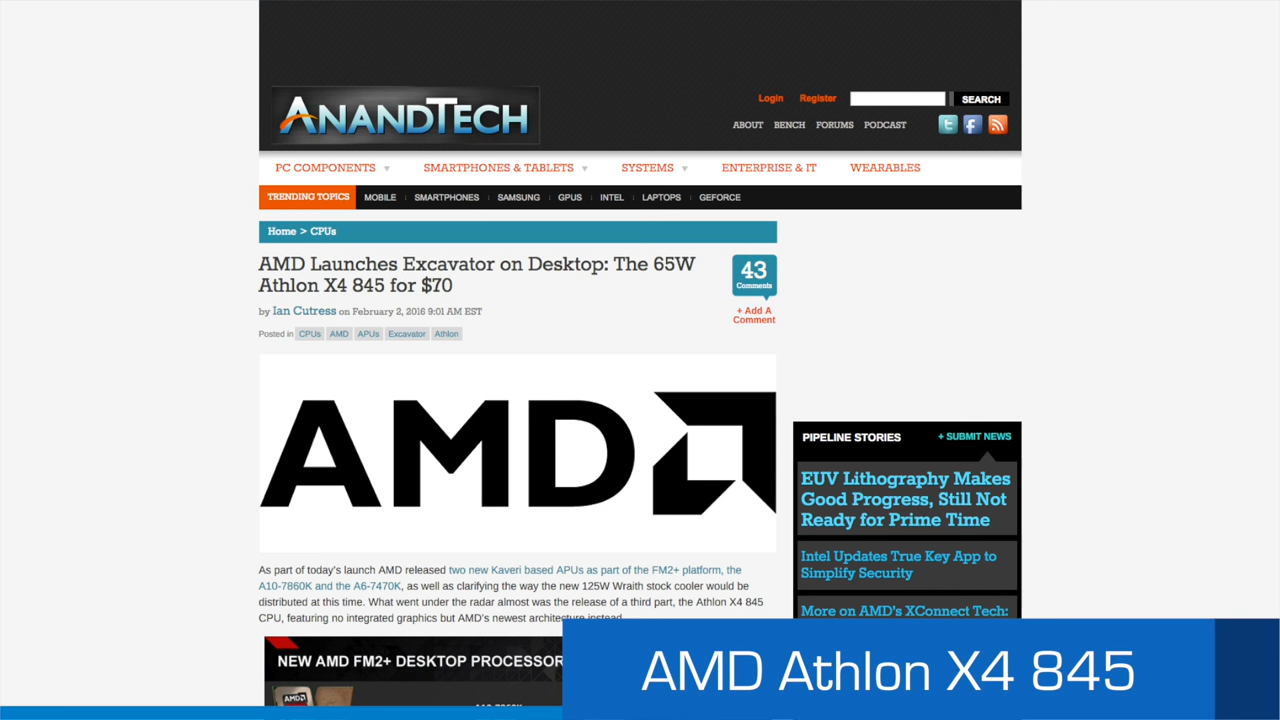 ANANDTECH
Login Register SEARCH
ABOUT BENCH FORUMS PODCAST
PC COMPONENTS SMARTPHONES & TABLETS SYSTEMS ENTERPRISE & IT WEARABLES
TRENDING TOPICS MOBILE SMARTPHONES SAMSUNG GPUS INTEL LAPTOPS GEFORCE
Home > CPUs
AMD Launches Excavator on Desktop: The 65W
Athlon X4 845 for $70
by Ian Cutress on February 2, 2016 9:01 AM EST
Posted in CPUs AMD APUs Excavator Athlon
43
Comments
+ Add A
Comment
AMD
As part of today's launch AMD released two new Kaveri based APUs as part of the FM2+ platform, the
A10-7860K and the A6-7470K, as well as clarifying the way the new 125W Wraith stock cooler would be
distributed at this time. What went under the radar almost was the release of a third part, the Athlon X4 845
CPU, featuring no integrated graphics but AMD's newest architecture instead.
NEW AMD FM2+ DESKTOP PROCESSOR
AMD
A10-7860K
PIPELINE STORIES + SUBMIT NEWS
EUV Lithography Makes
Good Progress, Still Not
Ready for Prime Time
Intel Updates True Key App to
Simplify Security
More on AMD's XConnect Tech:
AMD Athlon X4 845